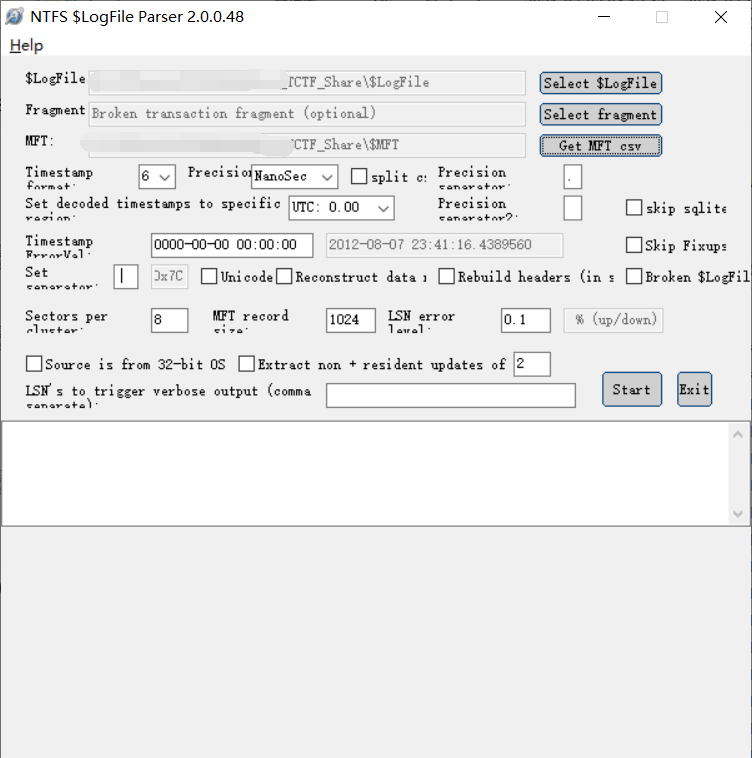 NTFS $LogFile Parser 2.0.0.48
Help
$LogFile _TCTF_Share\$LogFile Select $LogFile
Fragment Broken transaction fragment (optional) Select fragment
MFT: TCTF_Share\$MFT Get MFT csv
Timestamp format: 6 Precision NanoSec split c: Precision separator: .
Set decoded timestamps to specific region: UTC: 0.00 Precision separator2: skip sqlite
Timestamp ErrorVal: 0000-00-00 00:00:00 2012-08-07 23:41:16.4389560 Skip Fixups
Set separator: | 0x7C Unicode Reconstruct data Rebuild headers (in s Broken $LogFil
Sectors per cluster: 8 MFT record size: 1024 LSN error level: 0.1 % (up/down)
Source is from 32-bit OS Extract non + resident updates of 2
LSN's to trigger verbose output (comma separate): Start Exit